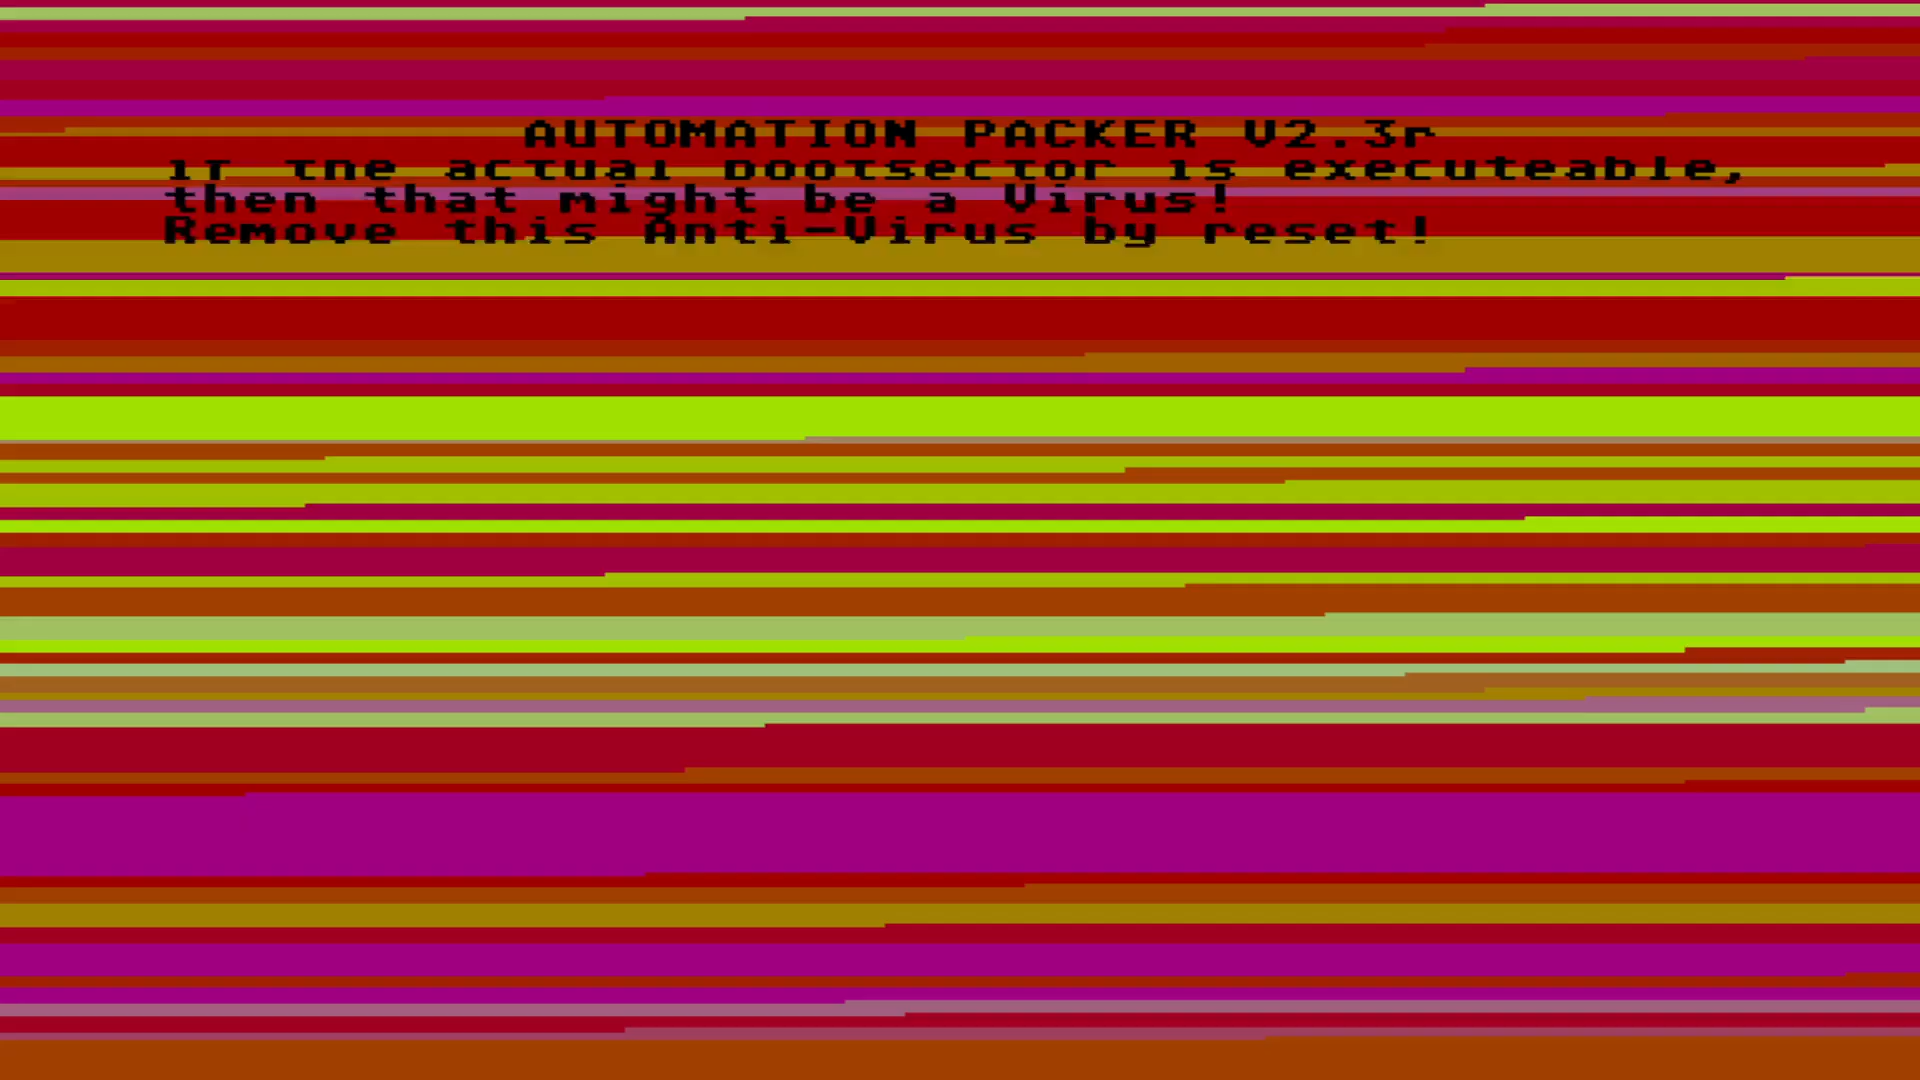 AUTOMATION PACKER V2.3r
if the actual bootsector is executeable,
then that might be a Virus!
Remove this Anti-Virus by reset!